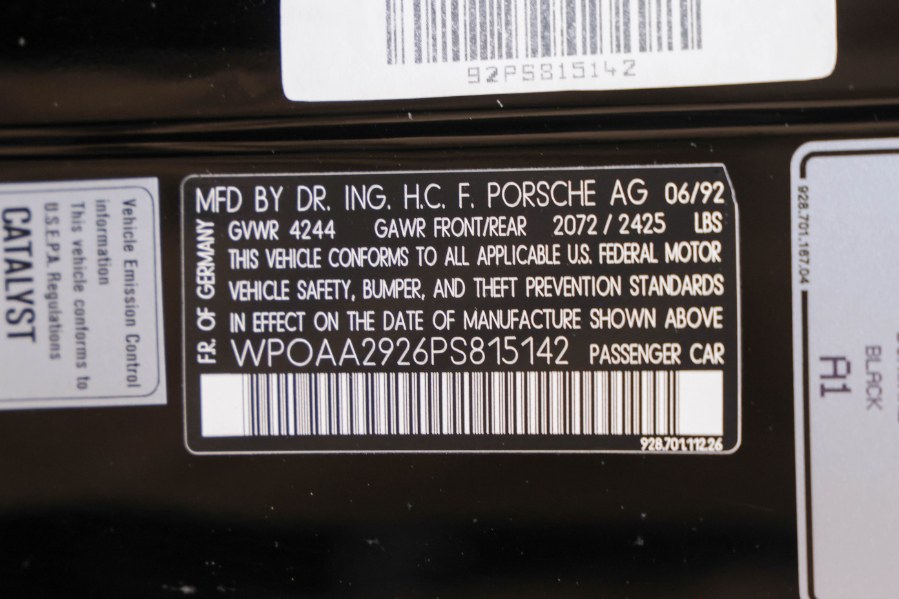 92PS815142
MFD BY DR. ING. H.C. F. PORSCHE AG 06/92
GVWR 4244 GAWR FRONT/REAR 2072 / 2425 LBS
THIS VEHICLE CONFORMS TO ALL APPLICABLE U.S. FEDERAL MOTOR
VEHICLE SAFETY, BUMPER, AND THEFT PREVENTION STANDARDS
IN EFFECT ON THE DATE OF MANUFACTURE SHOWN ABOVE
WPOAA2926PS815142 PASSENGER CAR
FR. OF GERMANY
928.701.112.26
Vehicle Emission Control
information
This vehicle conforms to
U.S.E.P.A. Regulations
CATALYST
928.701.167.04
BLACK
A1